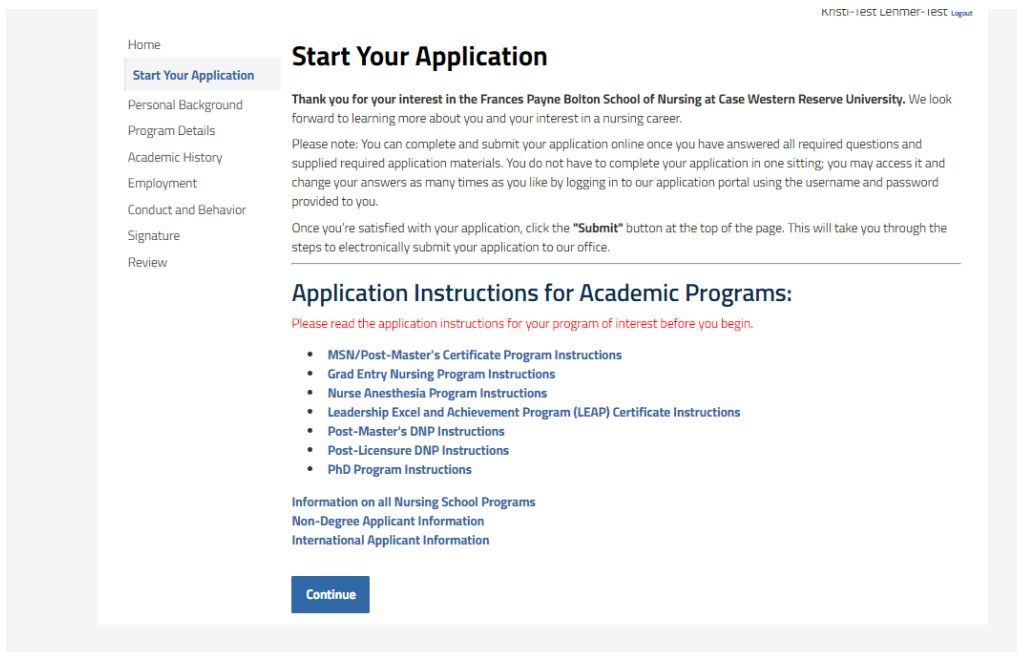 Kristi-Test Lehmer-Test Logout
Home
Start Your Application
Personal Background
Program Details
Academic History
Employment
Conduct and Behavior
Signature
Review
Start Your Application
Thank you for your interest in the Frances Payne Bolton School of Nursing at Case Western Reserve University. We look
forward to learning more about you and your interest in a nursing career.
Please note: You can complete and submit your application online once you have answered all required questions and
supplied required application materials. You do not have to complete your application in one sitting; you may access it and
change your answers as many times as you like by logging in to our application portal using the username and password
provided to you.
Once you're satisfied with your application, click the "Submit" button at the top of the page. This will take you through the
steps to electronically submit your application to our office.
Application Instructions for Academic Programs:
Please read the application instructions for your program of interest before you begin.
• MSN/Post-Master's Certificate Program Instructions
• Grad Entry Nursing Program Instructions
• Nurse Anesthesia Program Instructions
• Leadership Excel and Achievement Program (LEAP) Certificate Instructions
• Post-Master's DNP Instructions
• Post-Licensure DNP Instructions
• PhD Program Instructions
Information on all Nursing School Programs
Non-Degree Applicant Information
International Applicant Information
Continue